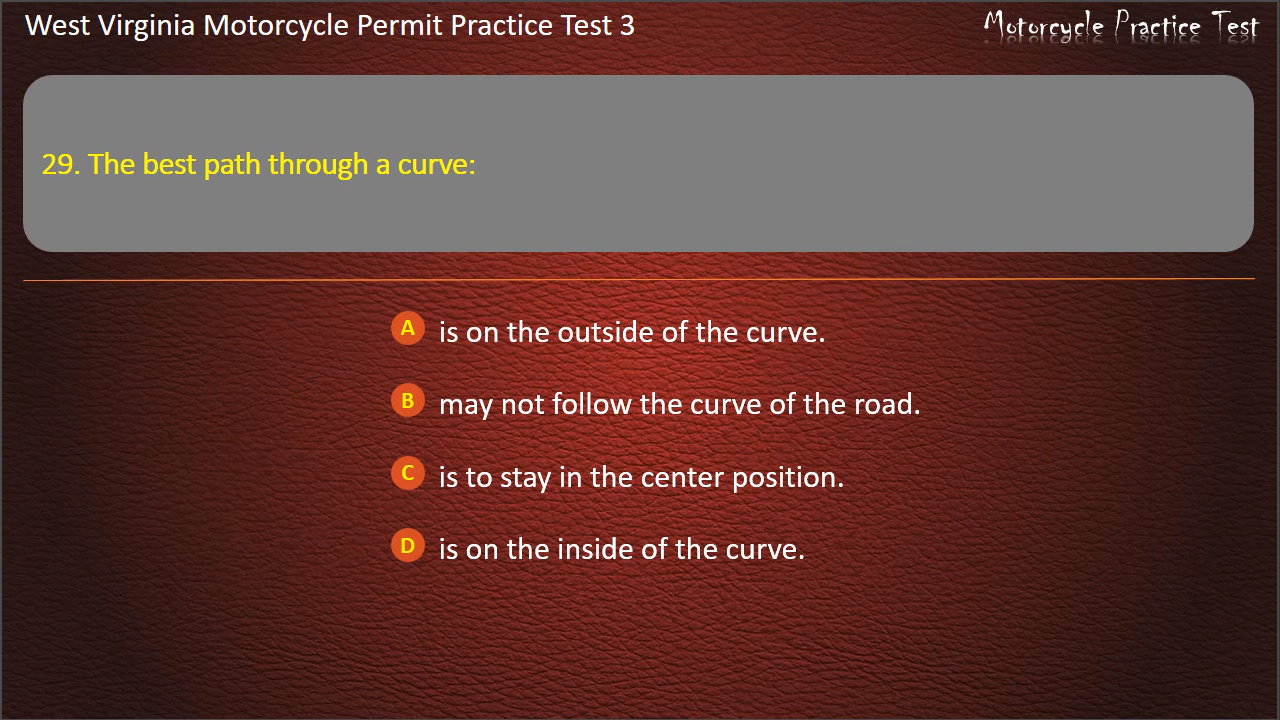 West Virginia Motorcycle Permit Practice Test 3
Motorcycle Practice Test
29. The best path through a curve:
A is on the outside of the curve.
B may not follow the curve of the road.
C is to stay in the center position.
D is on the inside of the curve.